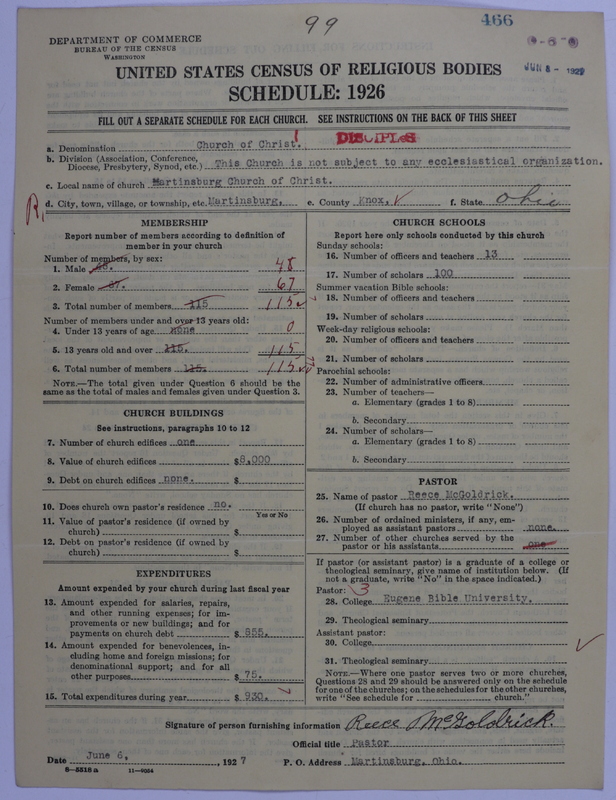 99
466
DEPARTMENT OF COMMERCE
BUREAU OF THE CENSUS
WASHINGTON
JUN 8 - 1927
UNITED STATES CENSUS OF RELIGIOUS BODIES
SCHEDULE: 1926
FILL OUT A SEPARATE SCHEDULE FOR EACH CHURCH. SEE INSTRUCTIONS ON THE BACK OF THIS SHEET
DISCIPLES
a. Denomination Church of Christ.
b. Division (Association, Conference, Diocese, Presbytery, Synod, etc.) This Church is not subject to any ecclesiastical organization.
c. Local name of church Martinsburg Church of Christ.
R. d. City, town, village, or township, etc. Martinsburg, e. County Knox, f. State Ohio
MEMBERSHIP
Report number of members according to definition of
member in your church
Number of members, by sex:
1. Male 48. 48
2. Female 67. 67
3. Total number of members 115 115
Number of members under and over 13 years old:
4. Under 13 years of age none 0
5. 13 years old and over 115. 115
6. Total number of members 115. 115
NOTE.—The total given under Question 6 should be the
same as the total of males and females given under Question 3.
CHURCH BUILDINGS
See instructions, paragraphs 10 to 12
7. Number of church edifices one
8. Value of church edifices $8,000
9. Debt on church edifices none. $
10. Does church own pastor's residence no.
Yes or No
11. Value of pastor's residence (if owned by
church) $
12. Debt on pastor's residence (if owned by
church) $
EXPENDITURES
Amount expended by your church during last fiscal year
13. Amount expended for salaries, repairs,
and other running expenses; for im-
provements or new buildings; and for
payments on church debt $ 855.
14. Amount expended for benevolences, in-
cluding home and foreign missions; for
denominational support; and for all
other purposes $ 75.
15. Total expenditures during year $ 930.
CHURCH SCHOOLS
Report here only schools conducted by this church
Sunday schools:
16. Number of officers and teachers 13
17. Number of scholars 100
Summer vacation Bible schools:
18. Number of officers and teachers
19. Number of scholars
Week-day religious schools:
20. Number of officers and teachers
21. Number of scholars
Parochial schools:
22. Number of administrative officers
23. Number of teachers—
a. Elementary (grades 1 to 8)
b. Secondary
24. Number of scholars—
a. Elementary (grades 1 to 8)
b. Secondary
PASTOR
25. Name of pastor Reece McGoldrick.
(If church has no pastor, write "None")
26. Number of ordained ministers, if any, em-
ployed as assistant pastors none.
27. Number of other churches served by the
pastor or his assistants one
If pastor (or assistant pastor) is a graduate of a college or
theological seminary, give name of institution below. (If
not a graduate, write "No" in the space indicated.)
Pastor: 3
28. College Eugene Bible University.
29. Theological seminary
Assistant pastor:
30. College
31. Theological seminary
NOTE.—Where one pastor serves two or more churches,
Questions 28 and 29 should be answered only on the schedule
for one of the churches; on the schedules for the other churches,
write "See schedule for church."
Signature of person furnishing information Reece McGoldrick.
Official title Pastor
Date June 6, 1927 P. O. Address Martinsburg, Ohio.
8—5518 a 11—9004